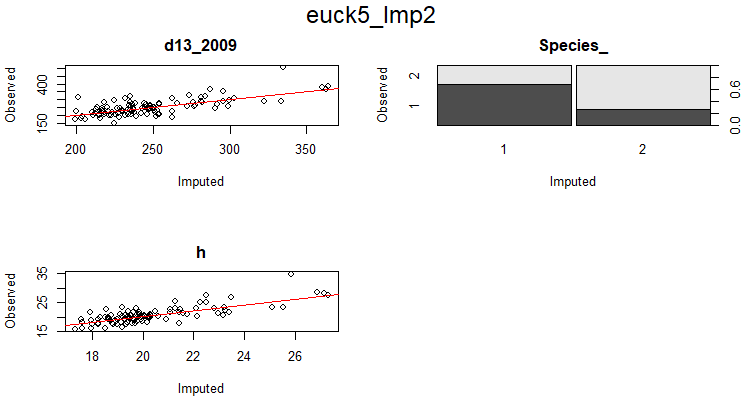 euck5_Imp2
d13_2009
Observed
400
150
200
250
300
350
Imputed
Species_
Observed
2
1
0.6
0.0
1
2
Imputed
h
Observed
35
25
15
18
20
22
24
26
Imputed